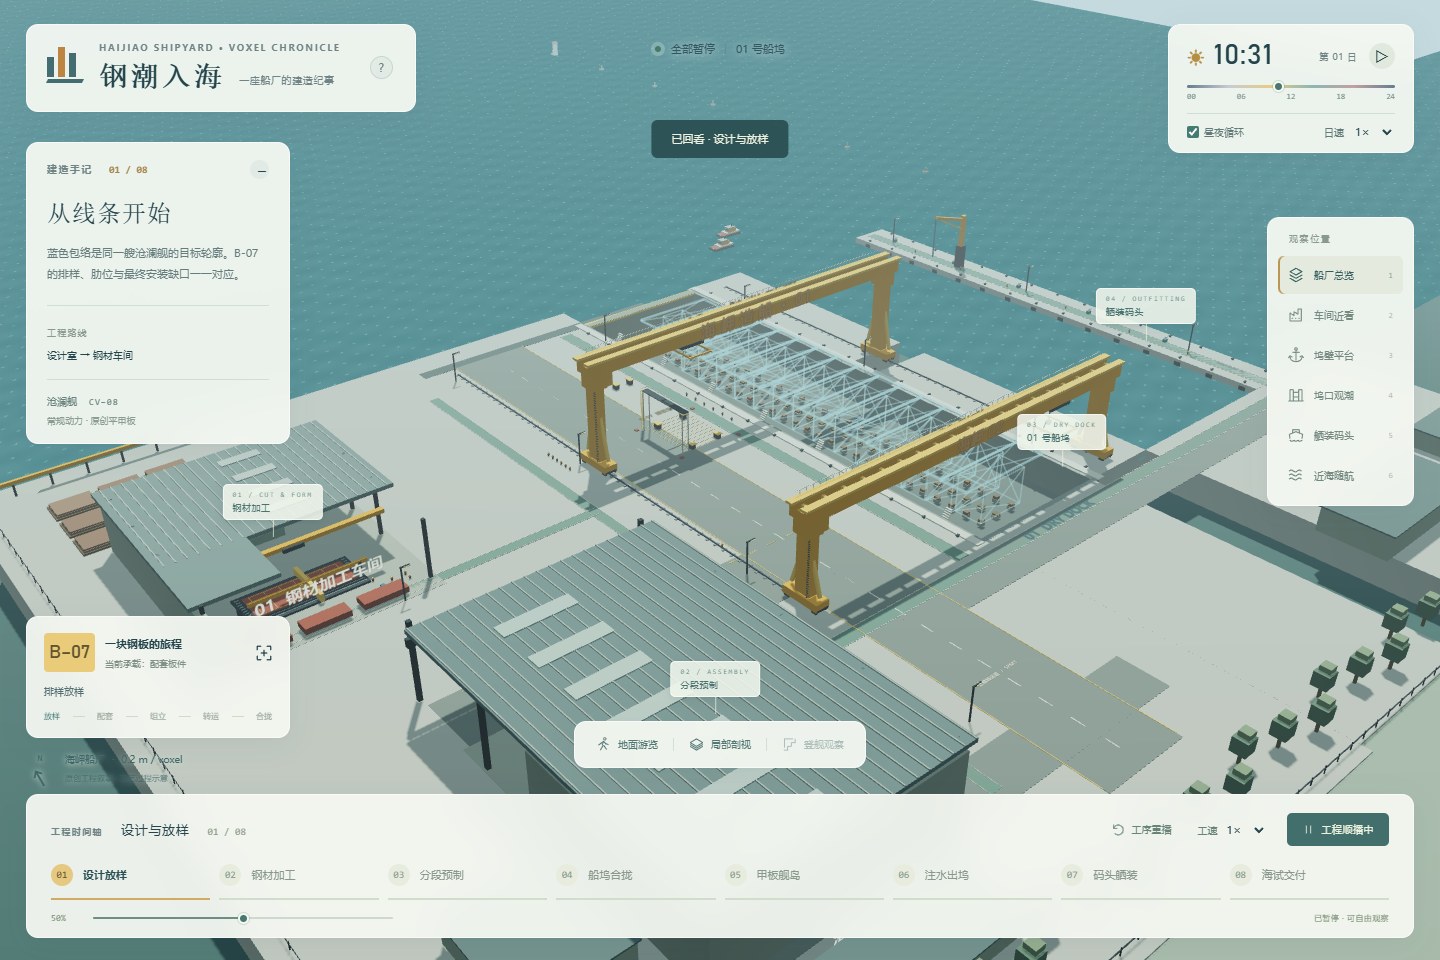 HAIJIAO SHIPYARD • VOXEL CHRONICLE
钢潮入海 一座船厂的建造纪事
?
全部暂停 01 号船坞
已回看 · 设计与放样
10:31 第 01 日
00 06 12 18 24
昼夜循环 日速 1×
建造手记 01 / 08
从线条开始
蓝色包络是同一艘沧澜舰的目标轮廓。B-07
的排样、肋位与最终安装缺口一一对应。
工程路线
设计室 → 钢材车间
沧澜舰 CV-08
常规动力 · 原创平甲板
观察位置
船厂总览 1
车间近看 2
坞壁平台 3
坞口观潮 4
舾装码头 5
近海随航 6
04 / OUTFITTING
舾装码头
03 / DRY DOCK
01 号船坞
01 / CUT & FORM
钢材加工
01 钢材加工车间
02 / ASSEMBLY
分段预制
B-07 一块钢板的旅程
当前承载: 配套板件
排样放样
放样 配套 组立 转运 合拢
N
0.2 m / voxel
地面游览 局部剖视 登舰观察
工程时间轴 设计与放样 01 / 08
工序重播 工速 1× 工程顺播中
01 设计放样 02 钢材加工 03 分段预制 04 船坞合拢 05 甲板舰岛 06 注水出坞 07 码头舾装 08 海试交付
50%
已暂停 · 可自由观察